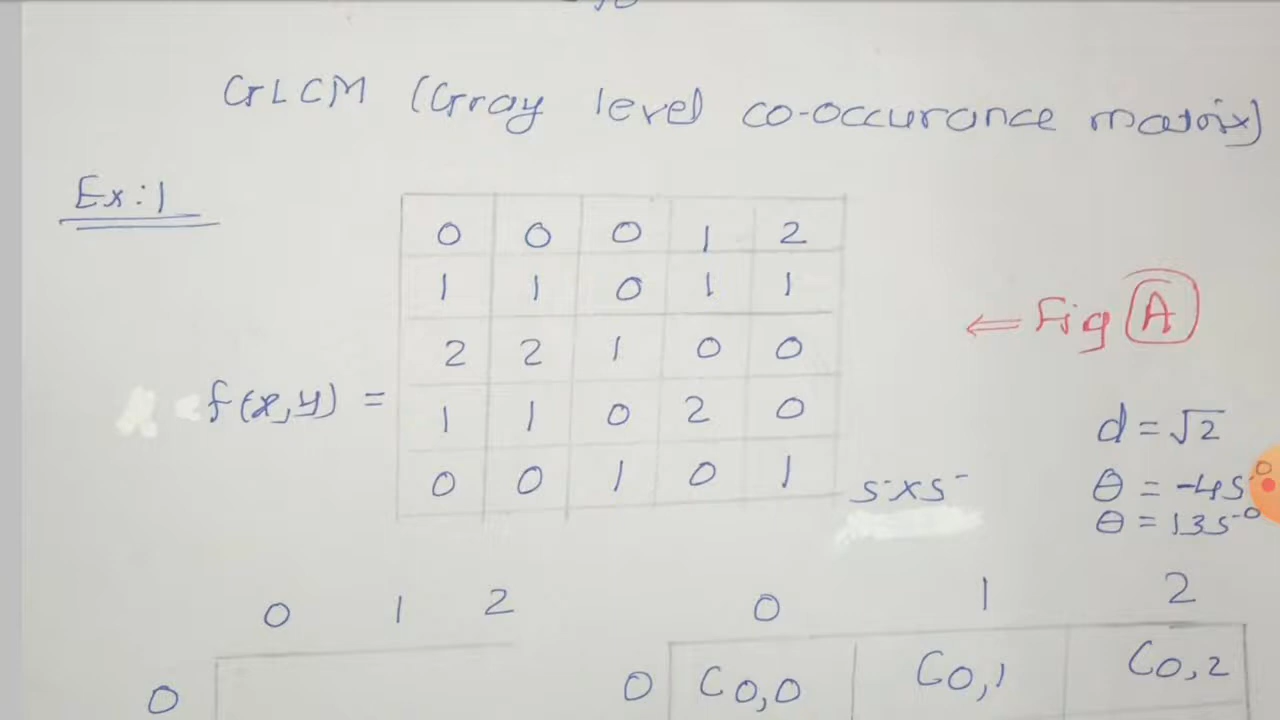 GLCM (Gray level co-occurance matrix)
Ex:1
0 0 0 1 2
1 1 0 1 1
2 2 1 0 0
1 1 0 2 0
0 0 1 0 1
f(x,y) =
5x5
⇐ Fig A
d = √2
θ = -45°
θ = 135°
0 1 2
0
0 1 2
0 C0,0 C0,1 C0,2